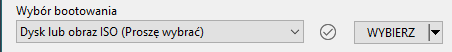 Wybór bootowania
Dysk lub obraz ISO (Proszę wybrać) WYBIERZ